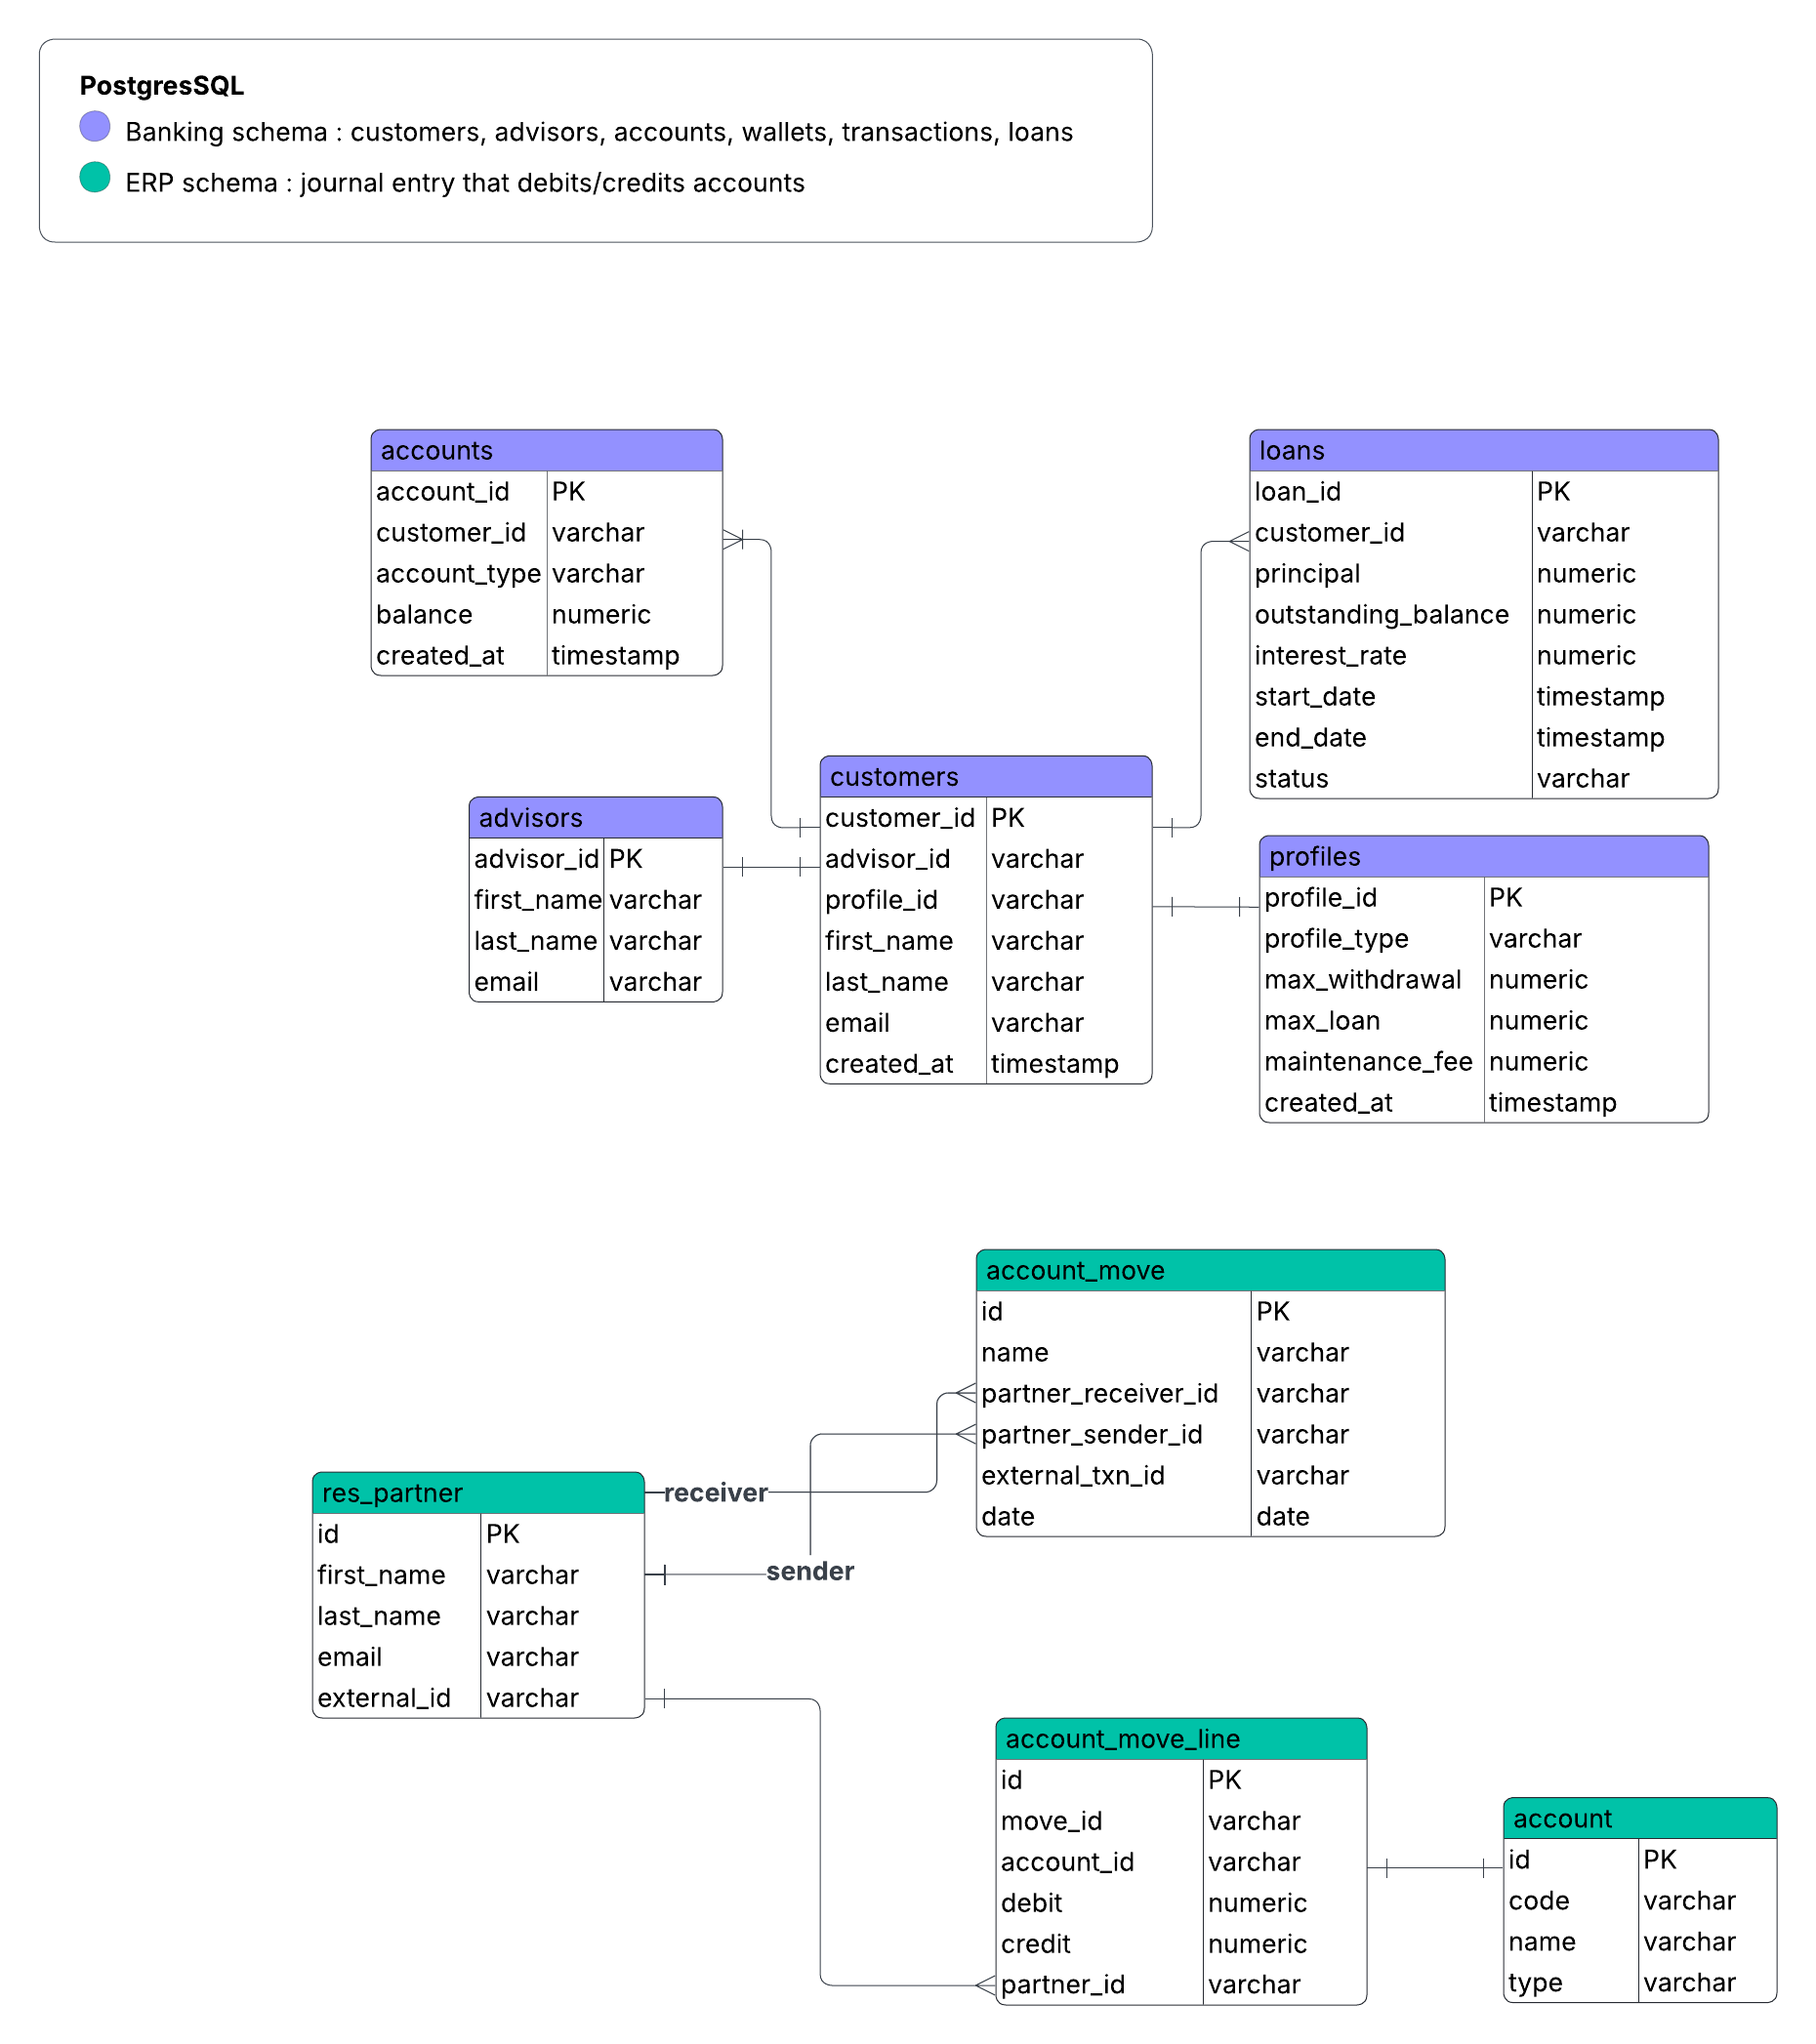 PostgresSQL
Banking schema : customers, advisors, accounts, wallets, transactions, loans
ERP schema : journal entry that debits/credits accounts
accounts
account_id PK
customer_id varchar
account_type varchar
balance numeric
created_at timestamp
loans
loan_id PK
customer_id varchar
principal numeric
outstanding_balance numeric
interest_rate numeric
start_date timestamp
end_date timestamp
status varchar
advisors
advisor_id PK
first_name varchar
last_name varchar
email varchar
customers
customer_id PK
advisor_id varchar
profile_id varchar
first_name varchar
last_name varchar
email varchar
created_at timestamp
profiles
profile_id PK
profile_type varchar
max_withdrawal numeric
max_loan numeric
maintenance_fee numeric
created_at timestamp
account_move
id PK
name varchar
partner_receiver_id varchar
partner_sender_id varchar
external_txn_id varchar
date date
receiver
sender
res_partner
id PK
first_name varchar
last_name varchar
email varchar
external_id varchar
account_move_line
id PK
move_id varchar
account_id varchar
debit numeric
credit numeric
partner_id varchar
account
id PK
code varchar
name varchar
type varchar